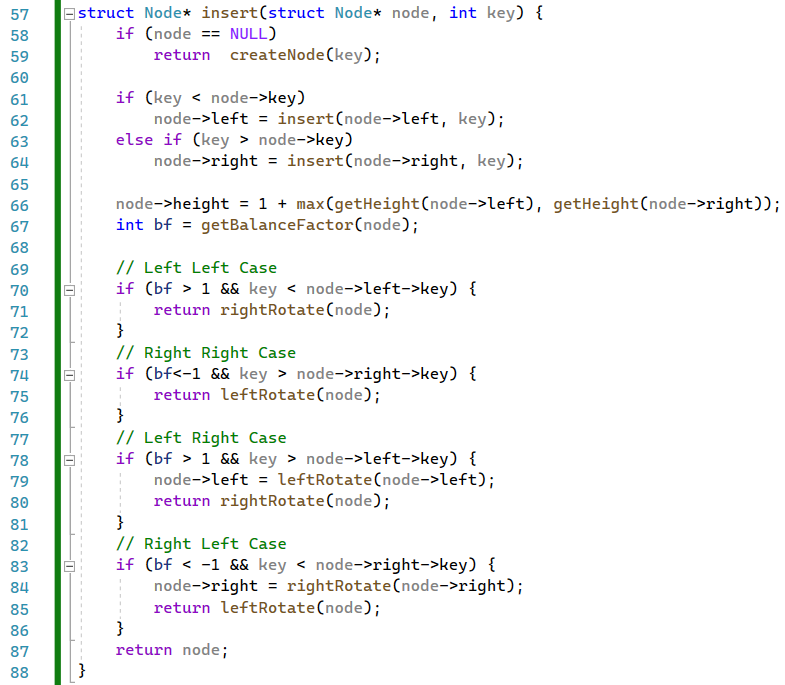 57 struct Node* insert(struct Node* node, int key) {
58     if (node == NULL)
59         return  createNode(key);
60
61     if (key < node->key)
62         node->left = insert(node->left, key);
63     else if (key > node->key)
64         node->right = insert(node->right, key);
65
66     node->height = 1 + max(getHeight(node->left), getHeight(node->right));
67     int bf = getBalanceFactor(node);
68
69     // Left Left Case
70     if (bf > 1 && key < node->left->key) {
71         return rightRotate(node);
72     }
73     // Right Right Case
74     if (bf<-1 && key > node->right->key) {
75         return leftRotate(node);
76     }
77     // Left Right Case
78     if (bf > 1 && key > node->left->key) {
79         node->left = leftRotate(node->left);
80         return rightRotate(node);
81     }
82     // Right Left Case
83     if (bf < -1 && key < node->right->key) {
84         node->right = rightRotate(node->right);
85         return leftRotate(node);
86     }
87     return node;
88 }